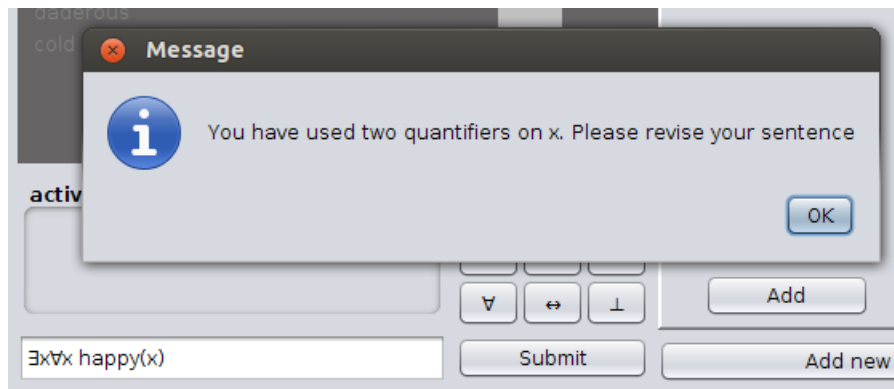 daderous
cold
Message
You have used two quantifiers on x. Please revise your sentence
OK
activ
∀ ↔ ⊥
Add
∃x∀x happy(x)
Submit
Add new